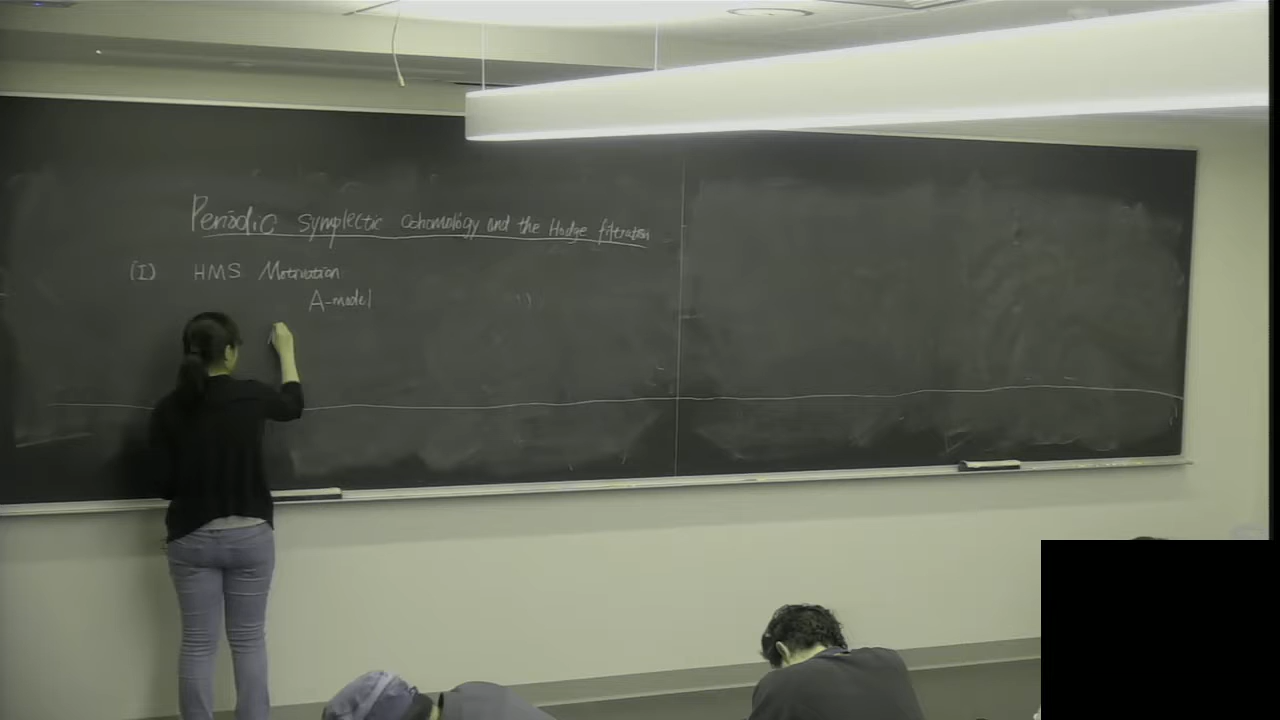 Periodic symplectic cohomology and the Hodge filtration
(I) HMS Motivation
A-model